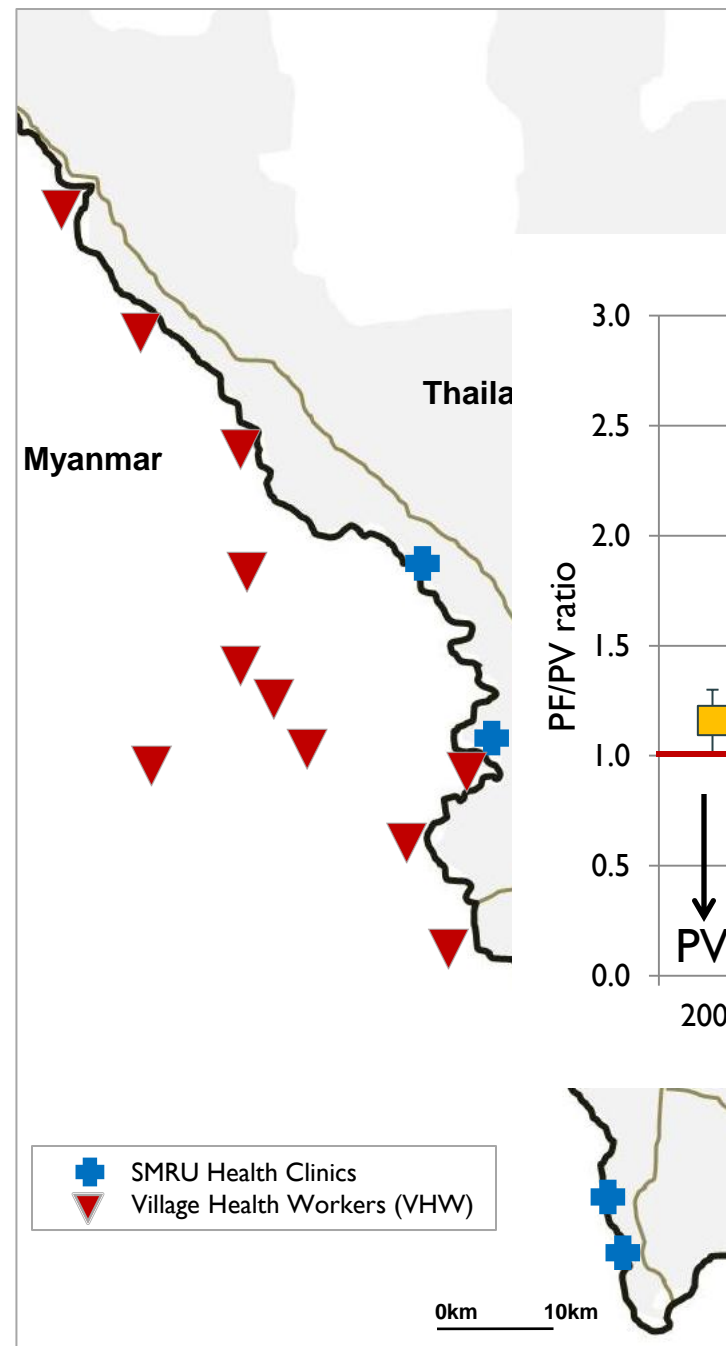 3.0
Thaila
2.5
Myanmar
2.0
PF/PV ratio
1.5
1.0
0.5
PV
0.0
200
SMRU Health Clinics
Village Health Workers (VHW)
0km 10km